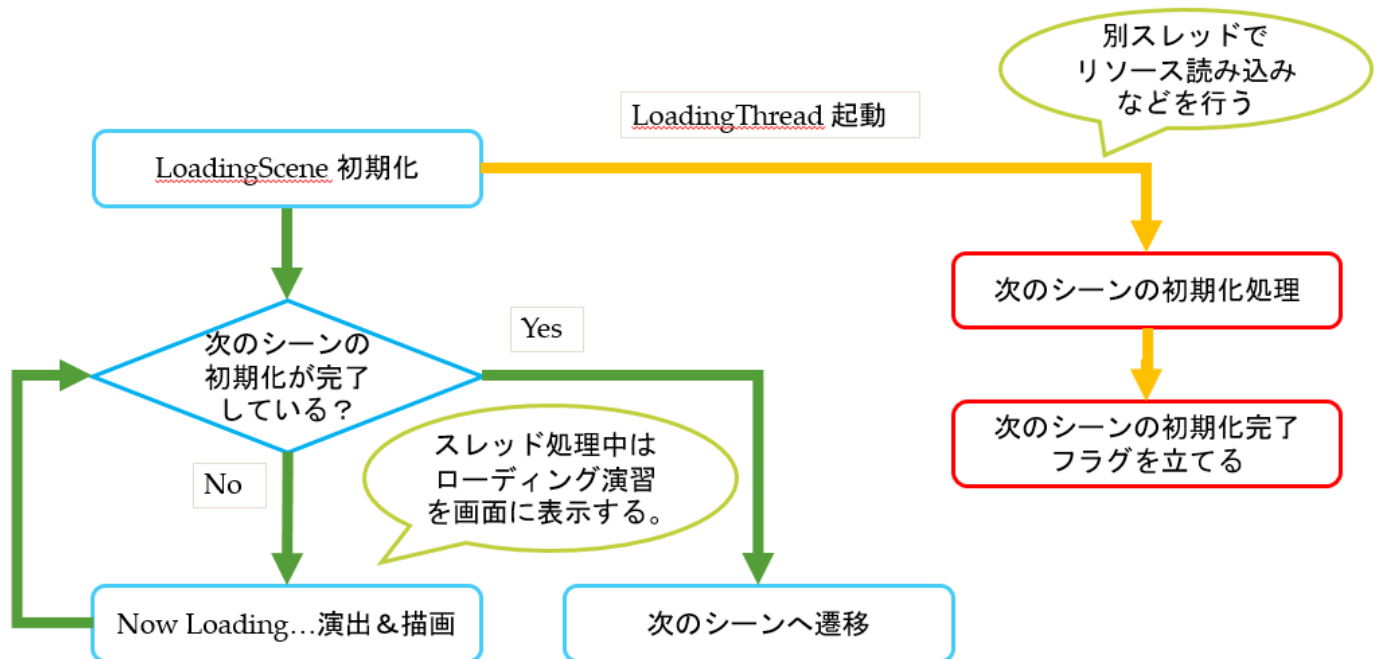 別スレッドで
リソース読み込み
などを行う
LoadingThread 起動
LoadingScene 初期化
次のシーンの初期化処理
Yes
次のシーンの
初期化が完了
している？
次のシーンの初期化完了
フラグを立てる
スレッド処理中は
ローディング演習
を画面に表示する。
No
Now Loading…演出＆描画
次のシーンへ遷移